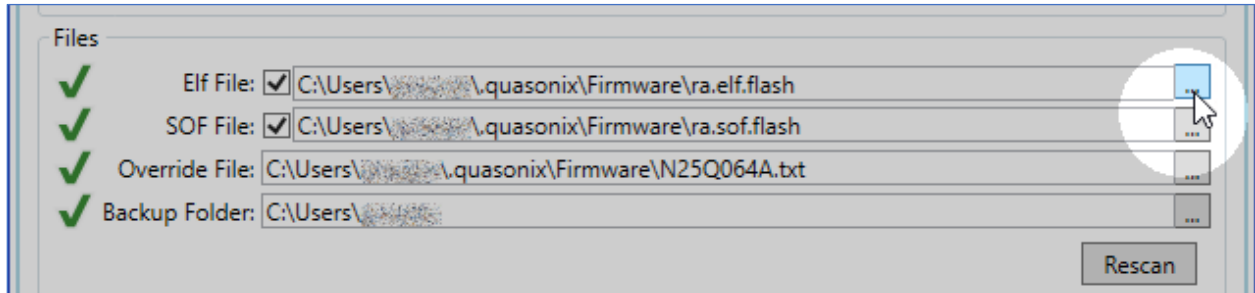 Files
Elf File: C:\Users\ \.quasonix\Firmware\ra.elf.flash ...
SOF File: C:\Users\ \.quasonix\Firmware\ra.sof.flash ...
Override File: C:\Users\ \.quasonix\Firmware\N25Q064A.txt ...
Backup Folder: C:\Users\ ...
Rescan